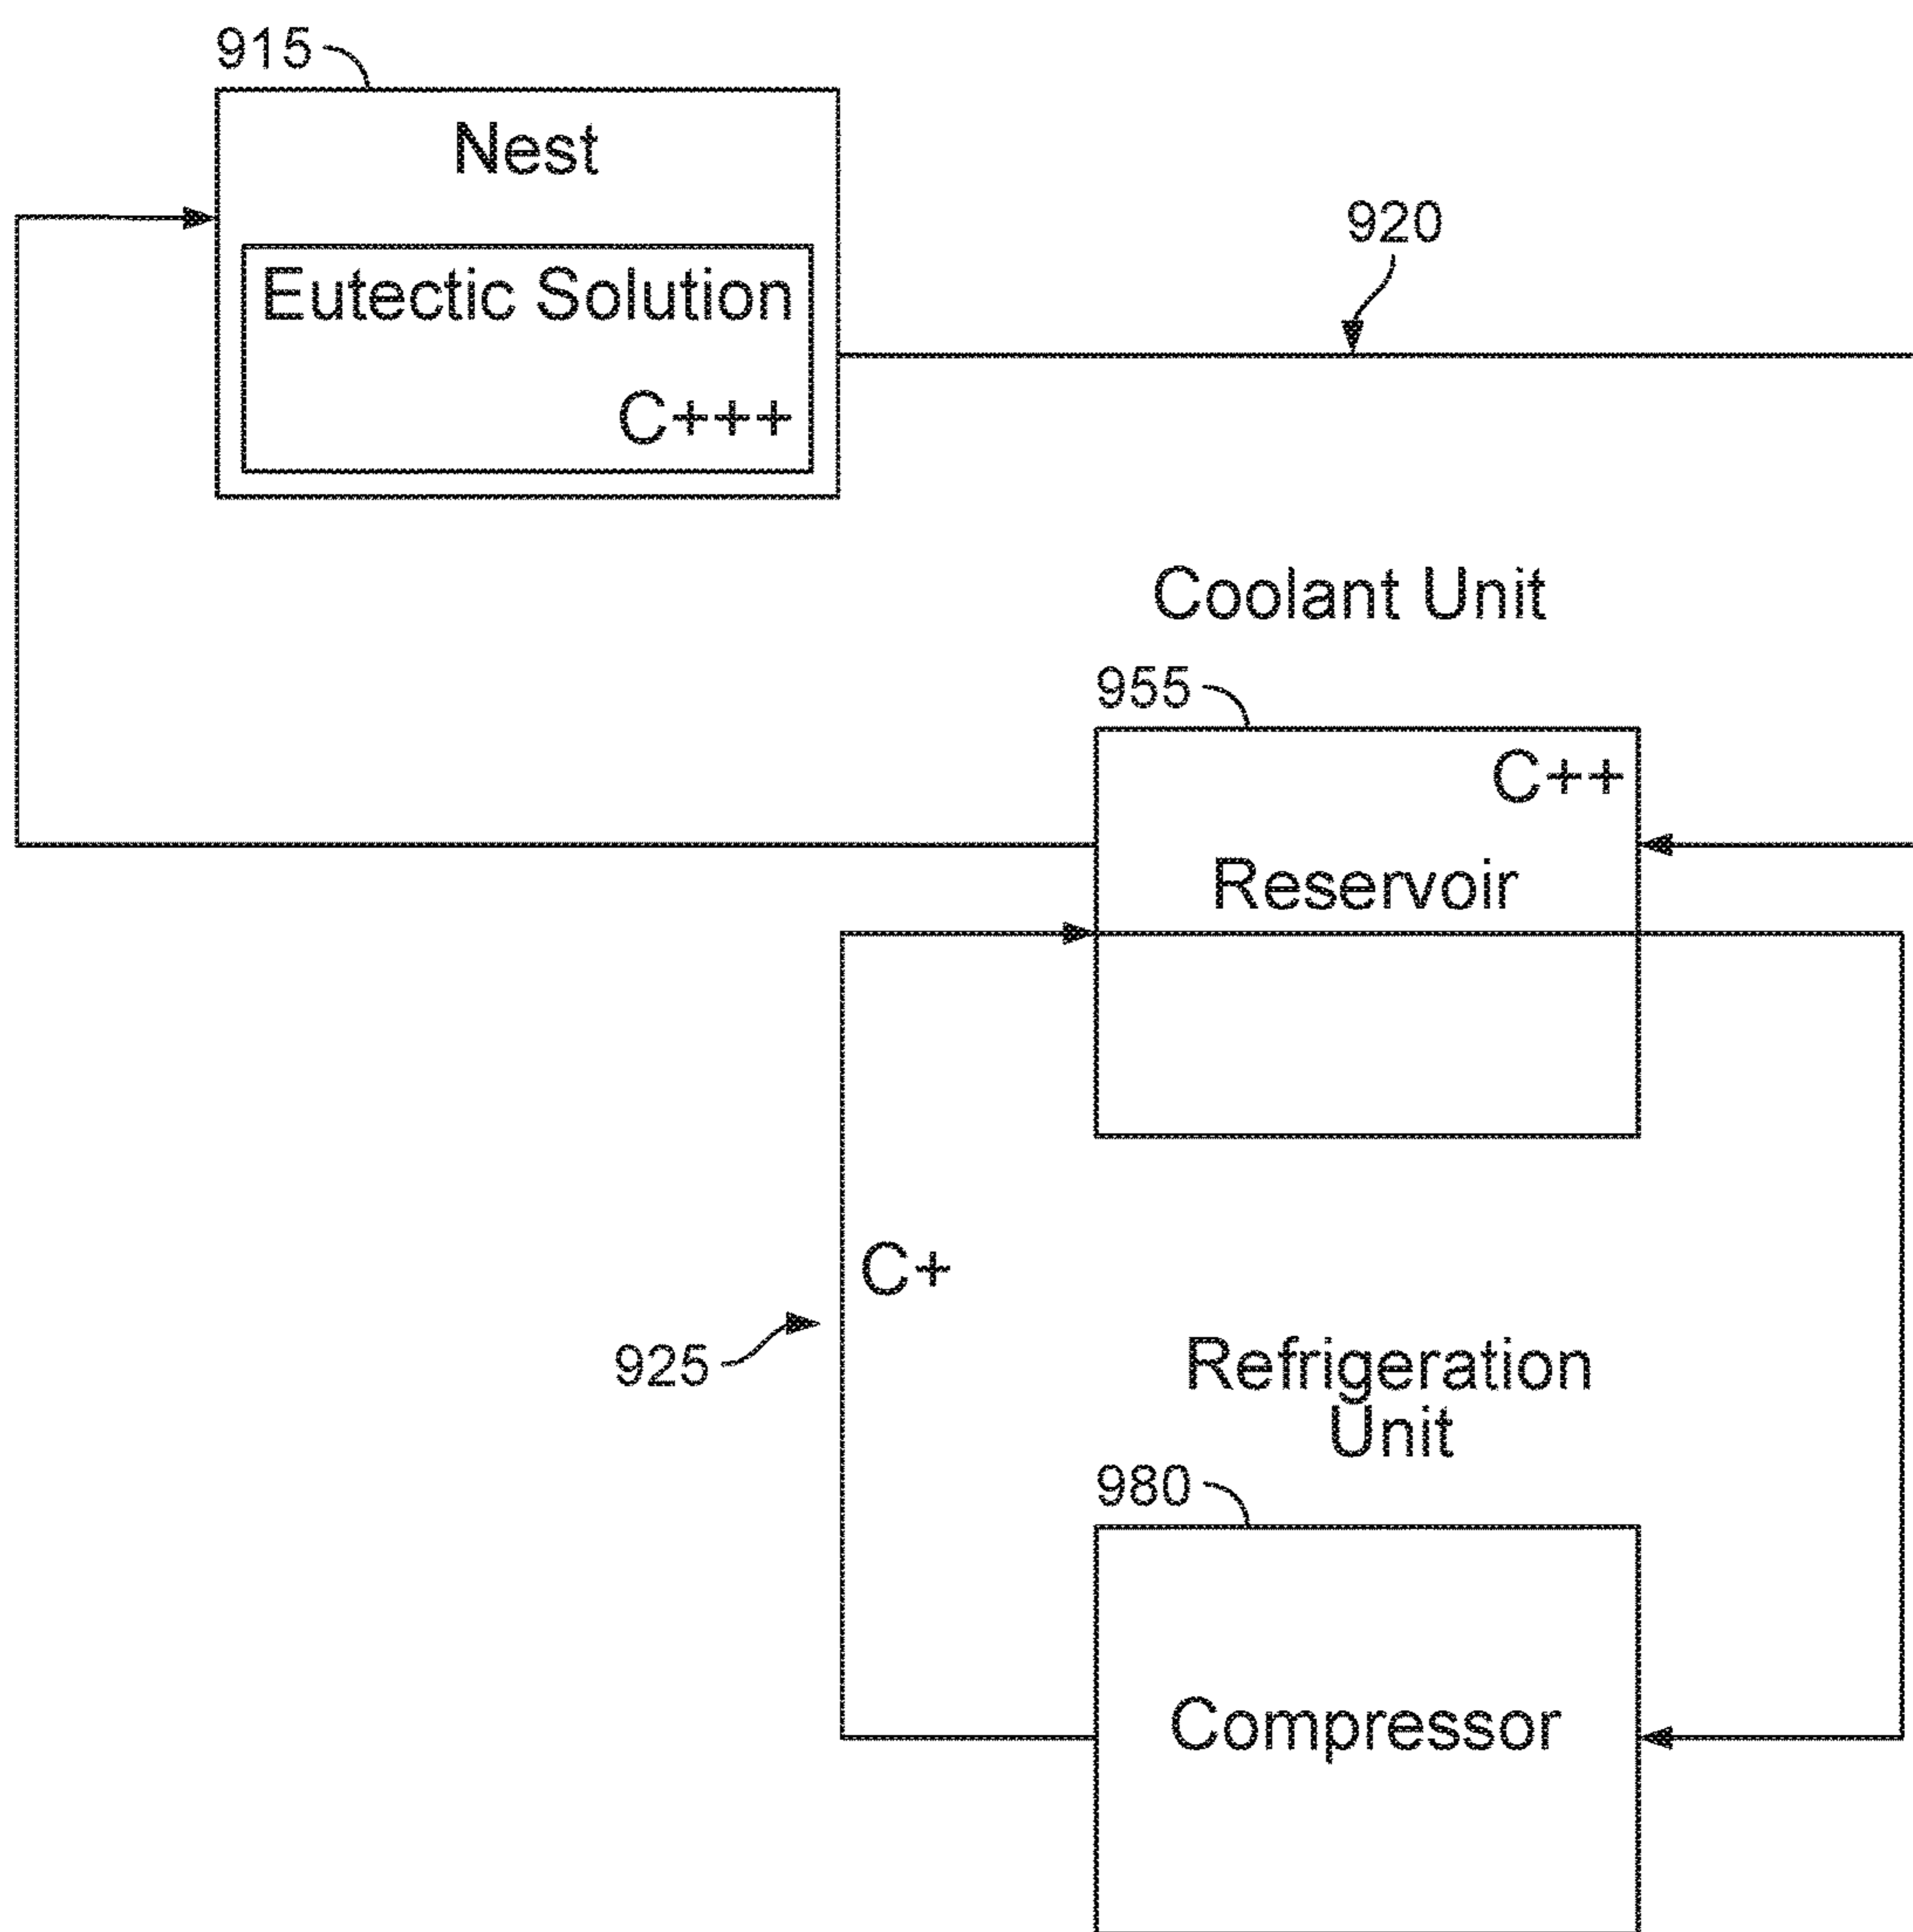 915
Nest
920
Eutectic Solution
C+++
Coolant Unit
955
C++
Reservoir
C+
925
Refrigeration
Unit
980
Compressor